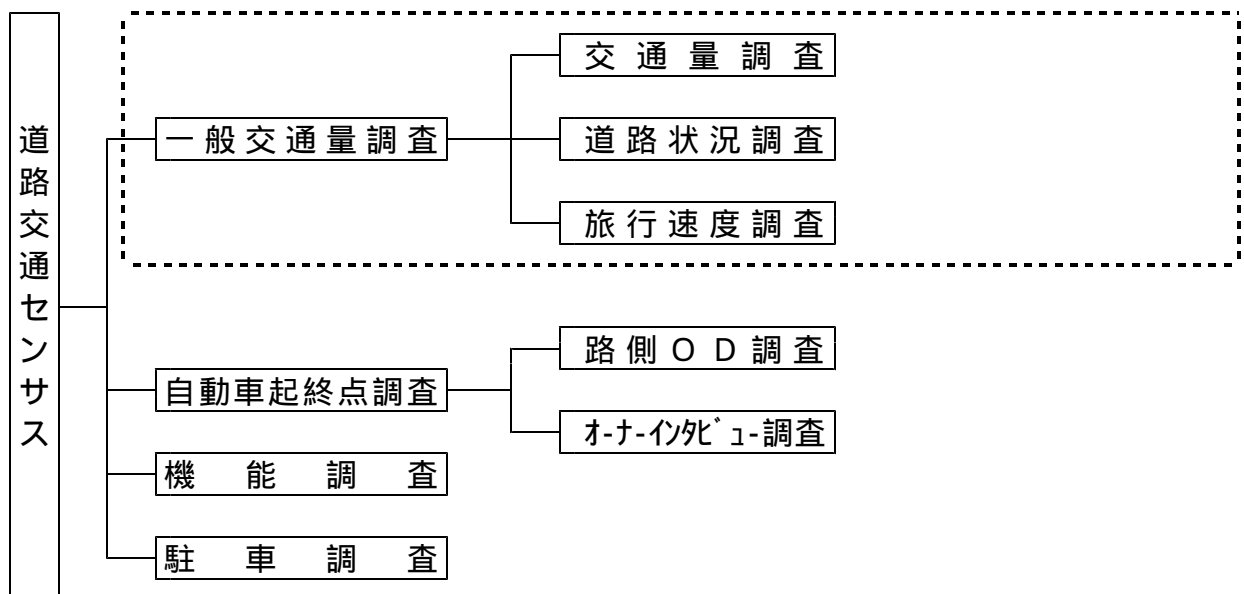 道路交通センサス
一般交通量調査
交通量調査
道路状況調査
旅行速度調査
自動車起終点調査
路側ＯＤ調査
ｵ-ﾅ-ｲﾝﾀﾋﾞｭ-調査
機能調査
駐車調査